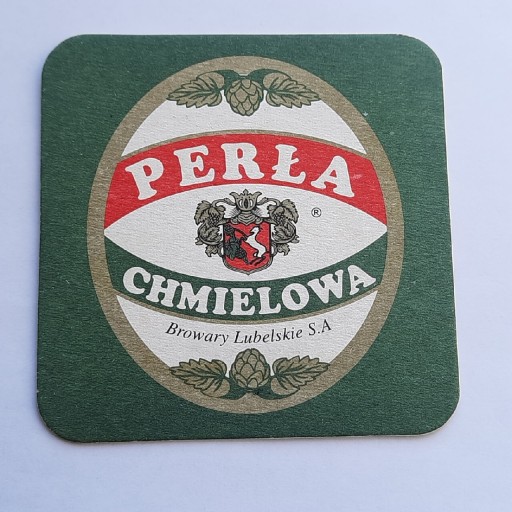 PERŁA
®
CHMIELOWA
Browary Lubelskie S.A